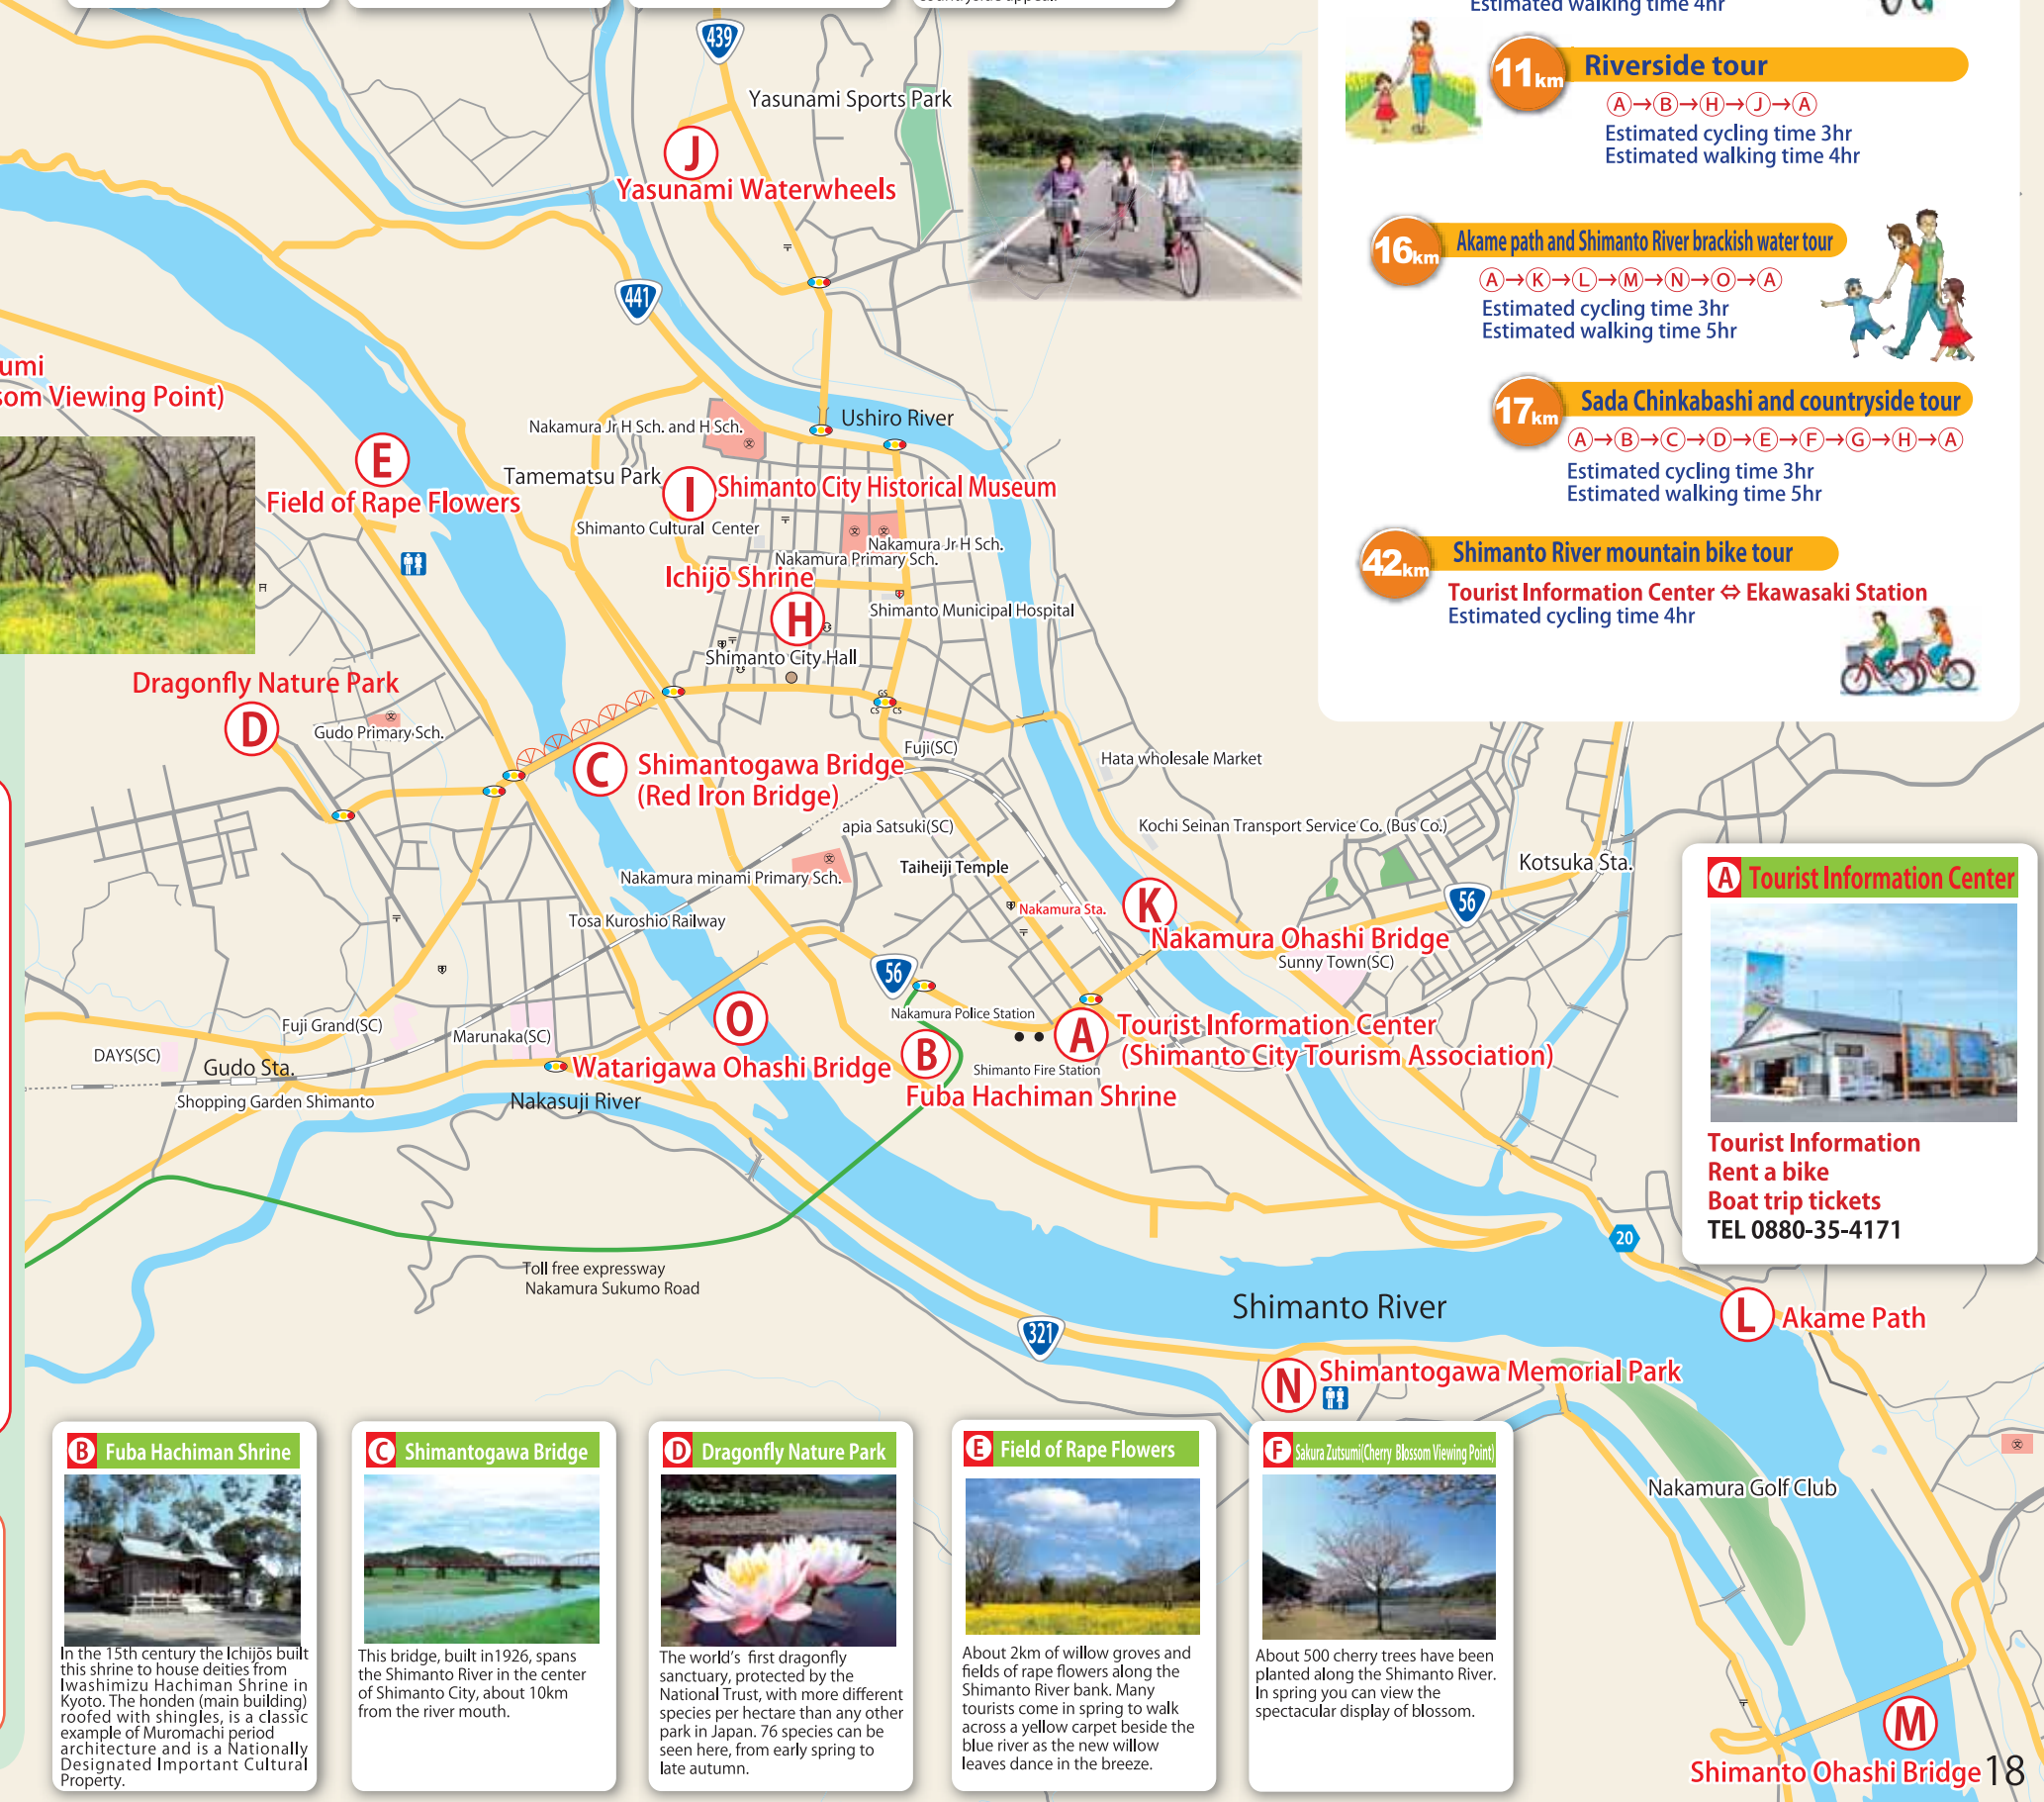 countryside appeal.
Estimated walking time 4hr
11km Riverside tour
A→B→H→J→A
Estimated cycling time 3hr
Estimated walking time 4hr
16km Akame path and Shimanto River brackish water tour
A→K→L→M→N→O→A
Estimated cycling time 3hr
Estimated walking time 5hr
17km Sada Chinkabashi and countryside tour
A→B→C→D→E→F→G→H→A
Estimated cycling time 3hr
Estimated walking time 5hr
42km Shimanto River mountain bike tour
Tourist Information Center ⇔ Ekawasaki Station
Estimated cycling time 4hr
439
Yasunami Sports Park
J
Yasunami Waterwheels
441
umi
som Viewing Point)
Ushiro River
Nakamura Jr H Sch. and H Sch.
E
Field of Rape Flowers
Tamematsu Park
I Shimanto City Historical Museum
Shimanto Cultural Center
Nakamura Jr H Sch.
Nakamura Primary Sch.
Ichijō Shrine
H
Shimanto Municipal Hospital
Shimanto City Hall
Dragonfly Nature Park
D
Gudo Primary Sch.
GS
CS CS
Fuji(SC)
C Shimantogawa Bridge
(Red Iron Bridge)
Hata wholesale Market
apia Satsuki(SC)
Kochi Seinan Transport Service Co. (Bus Co.)
Kotsuka Sta.
Taiheiji Temple
Nakamura minami Primary Sch.
56
Nakamura Sta.
K
Nakamura Ohashi Bridge
Tosa Kuroshio Railway
Sunny Town(SC)
56
Nakamura Police Station
O
Watarigawa Ohashi Bridge
A Tourist Information Center
(Shimanto City Tourism Association)
B
Fuba Hachiman Shrine
Shimanto Fire Station
Fuji Grand(SC)
Marunaka(SC)
DAYS(SC)
Gudo Sta.
Shopping Garden Shimanto
Nakasuji River
Toll free expressway
Nakamura Sukumo Road
A Tourist Information Center
Tourist Information
Rent a bike
Boat trip tickets
TEL 0880-35-4171
20
Shimanto River
321
L Akame Path
N Shimantogawa Memorial Park
Nakamura Golf Club
M
Shimanto Ohashi Bridge
B Fuba Hachiman Shrine
In the 15th century the Ichijōs built
this shrine to house deities from
Iwashimizu Hachiman Shrine in
Kyoto. The honden (main building)
roofed with shingles, is a classic
example of Muromachi period
architecture and is a Nationally
Designated Important Cultural
Property.
C Shimantogawa Bridge
This bridge, built in1926, spans
the Shimanto River in the center
of Shimanto City, about 10km
from the river mouth.
D Dragonfly Nature Park
The world's first dragonfly
sanctuary, protected by the
National Trust, with more different
species per hectare than any other
park in Japan. 76 species can be
seen here, from early spring to
late autumn.
E Field of Rape Flowers
About 2km of willow groves and
fields of rape flowers along the
Shimanto River bank. Many
tourists come in spring to walk
across a yellow carpet beside the
blue river as the new willow
leaves dance in the breeze.
F Sakura Zutsumi(Cherry Blossom Viewing Point)
About 500 cherry trees have been
planted along the Shimanto River.
In spring you can view the
spectacular display of blossom.
18